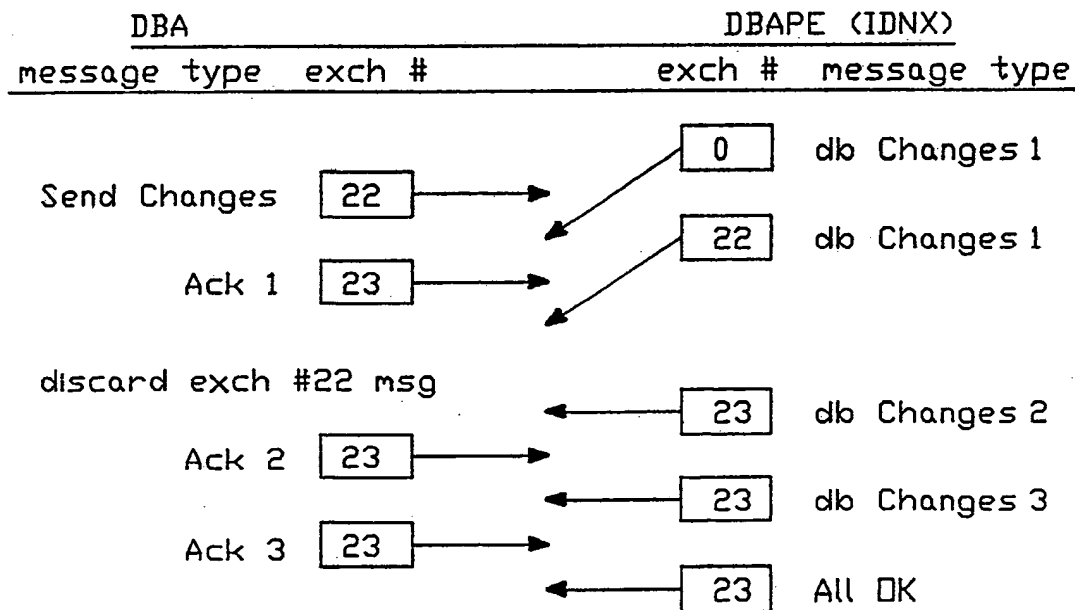 DBA DBAPE (IDNX)
message type exch # exch # message type
0 db Changes 1
Send Changes 22
22 db Changes 1
Ack 1 23
discard exch #22 msg
23 db Changes 2
Ack 2 23
23 db Changes 3
Ack 3 23
23 All OK